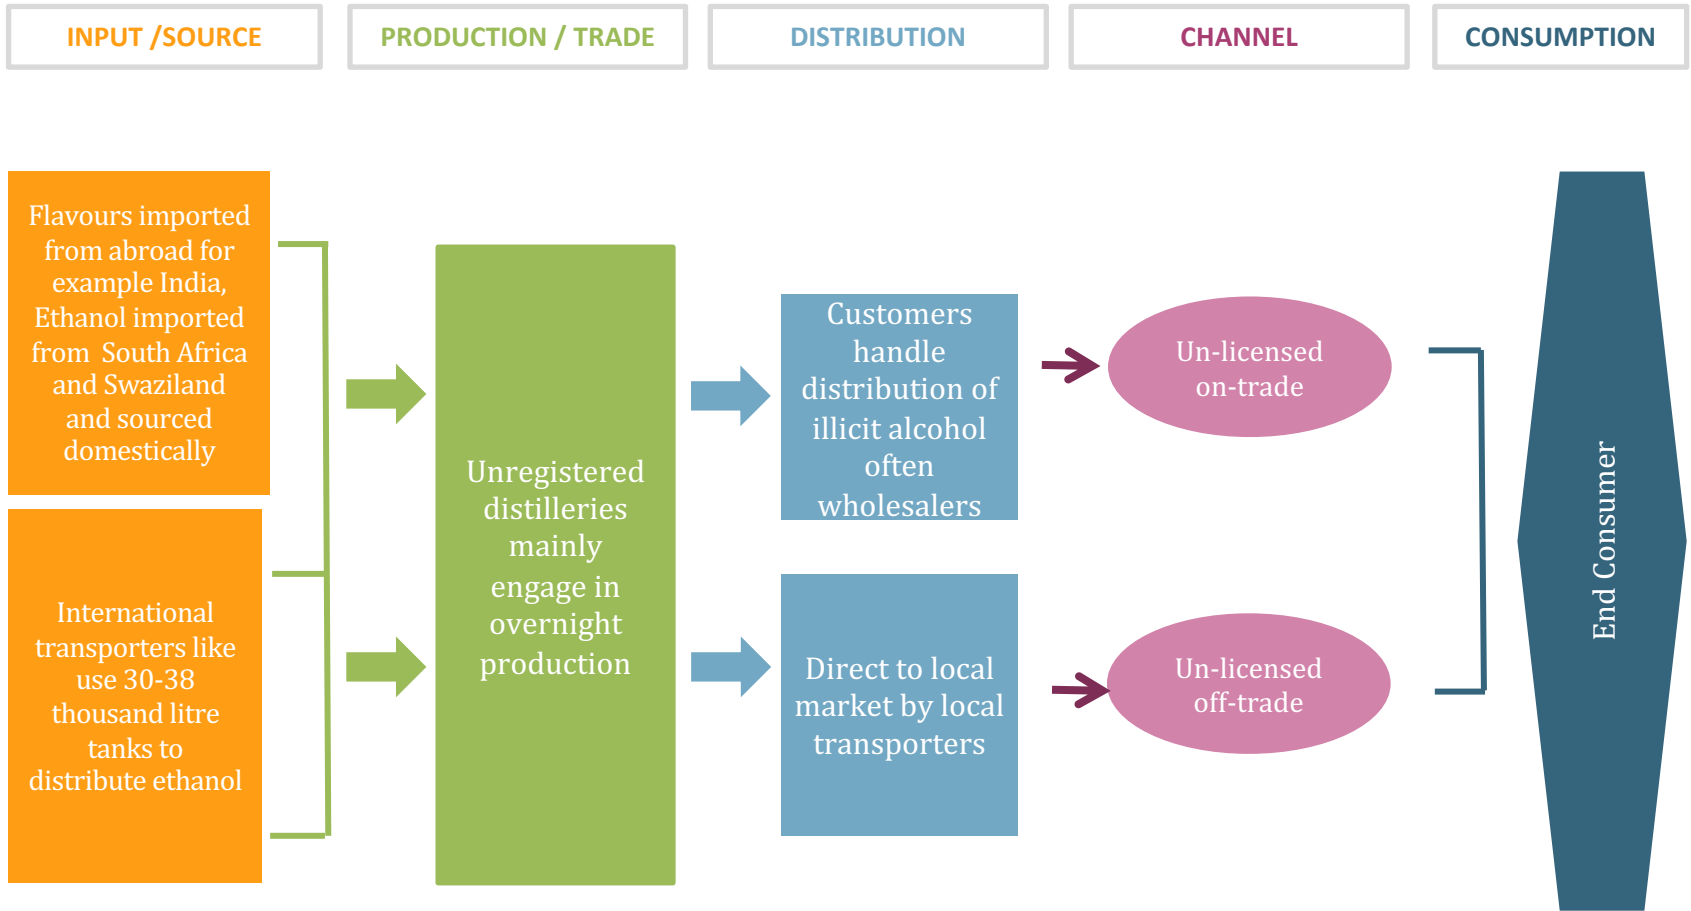 INPUT /SOURCE
PRODUCTION / TRADE
DISTRIBUTION
CHANNEL
CONSUMPTION
Flavours imported
from abroad for
example India,
Ethanol imported
from South Africa
and Swaziland
and sourced
domestically
International
transporters like
use 30-38
thousand litre
tanks to
distribute ethanol
Unregistered
distilleries
mainly
engage in
overnight
production
Customers
handle
distribution of
illicit alcohol
often
wholesalers
Direct to local
market by local
transporters
Un-licensed
on-trade
Un-licensed
off-trade
End Consumer